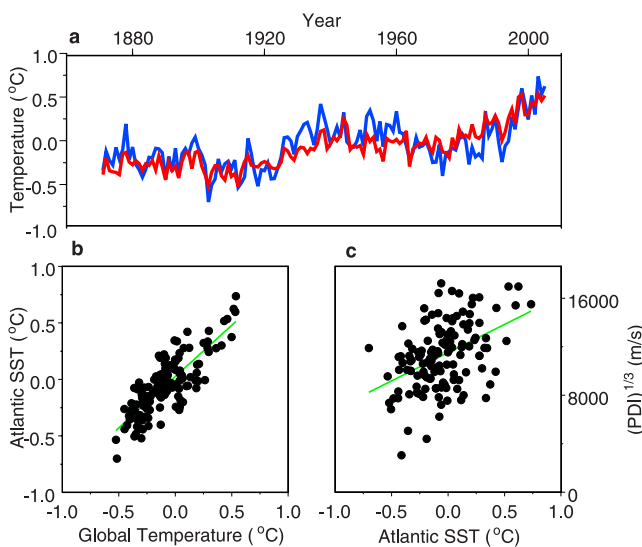 Year
1880 1920 1960 2000
a
Temperature (°C)
1.0
0.5
0.0
-0.5
-1.0
b
Atlantic SST (°C)
1.0
0.5
0.0
-0.5
-1.0
-1.0 -0.5 0.0 0.5 1.0
Global Temperature (°C)
c
16000
8000
0
(PDI)^1/3 (m/s)
-1.0 -0.5 0.0 0.5 1.0
Atlantic SST (°C)